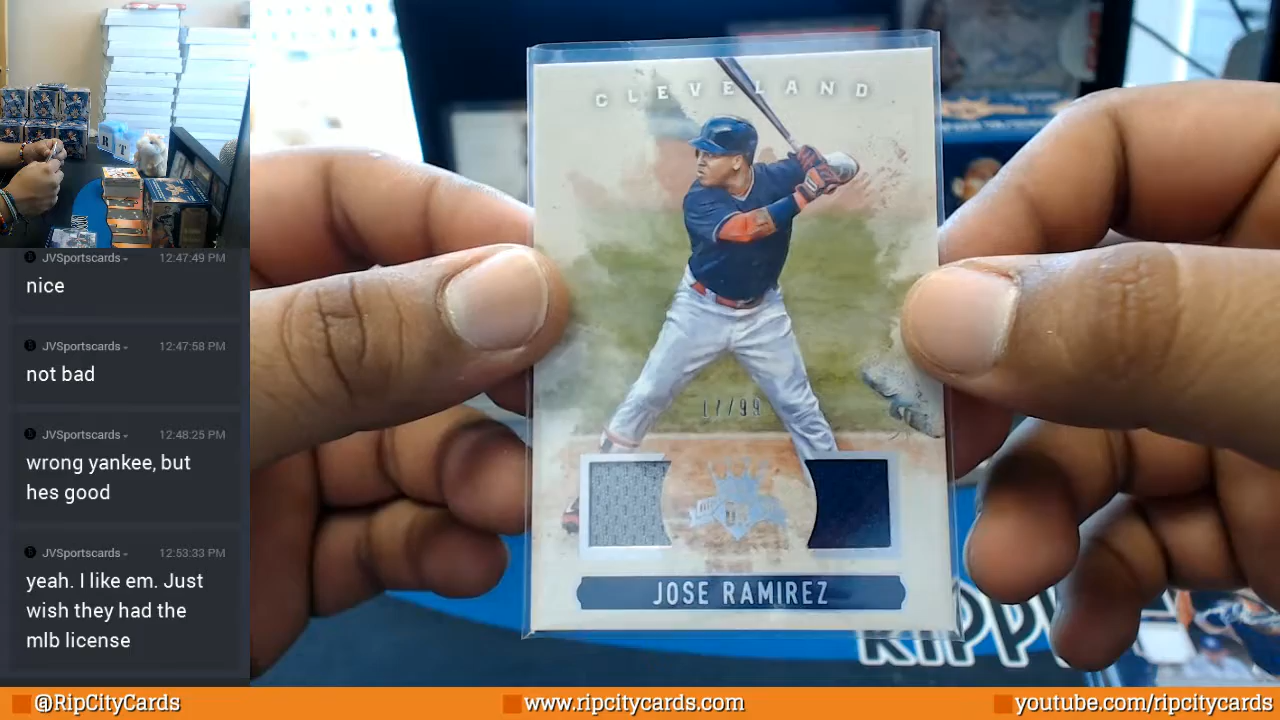 JVSportscards
12:47:49 PM
nice
JVSportscards
12:47:58 PM
not bad
JVSportscards
12:48:25 PM
wrong yankee, but
hes good
JVSportscards
12:53:33 PM
yeah. I like em. Just
wish they had the
mlb license
CLEVELAND
17/99
JOSE RAMIREZ
@RipCityCards
www.ripcitycards.com
youtube.com/ripcitycards